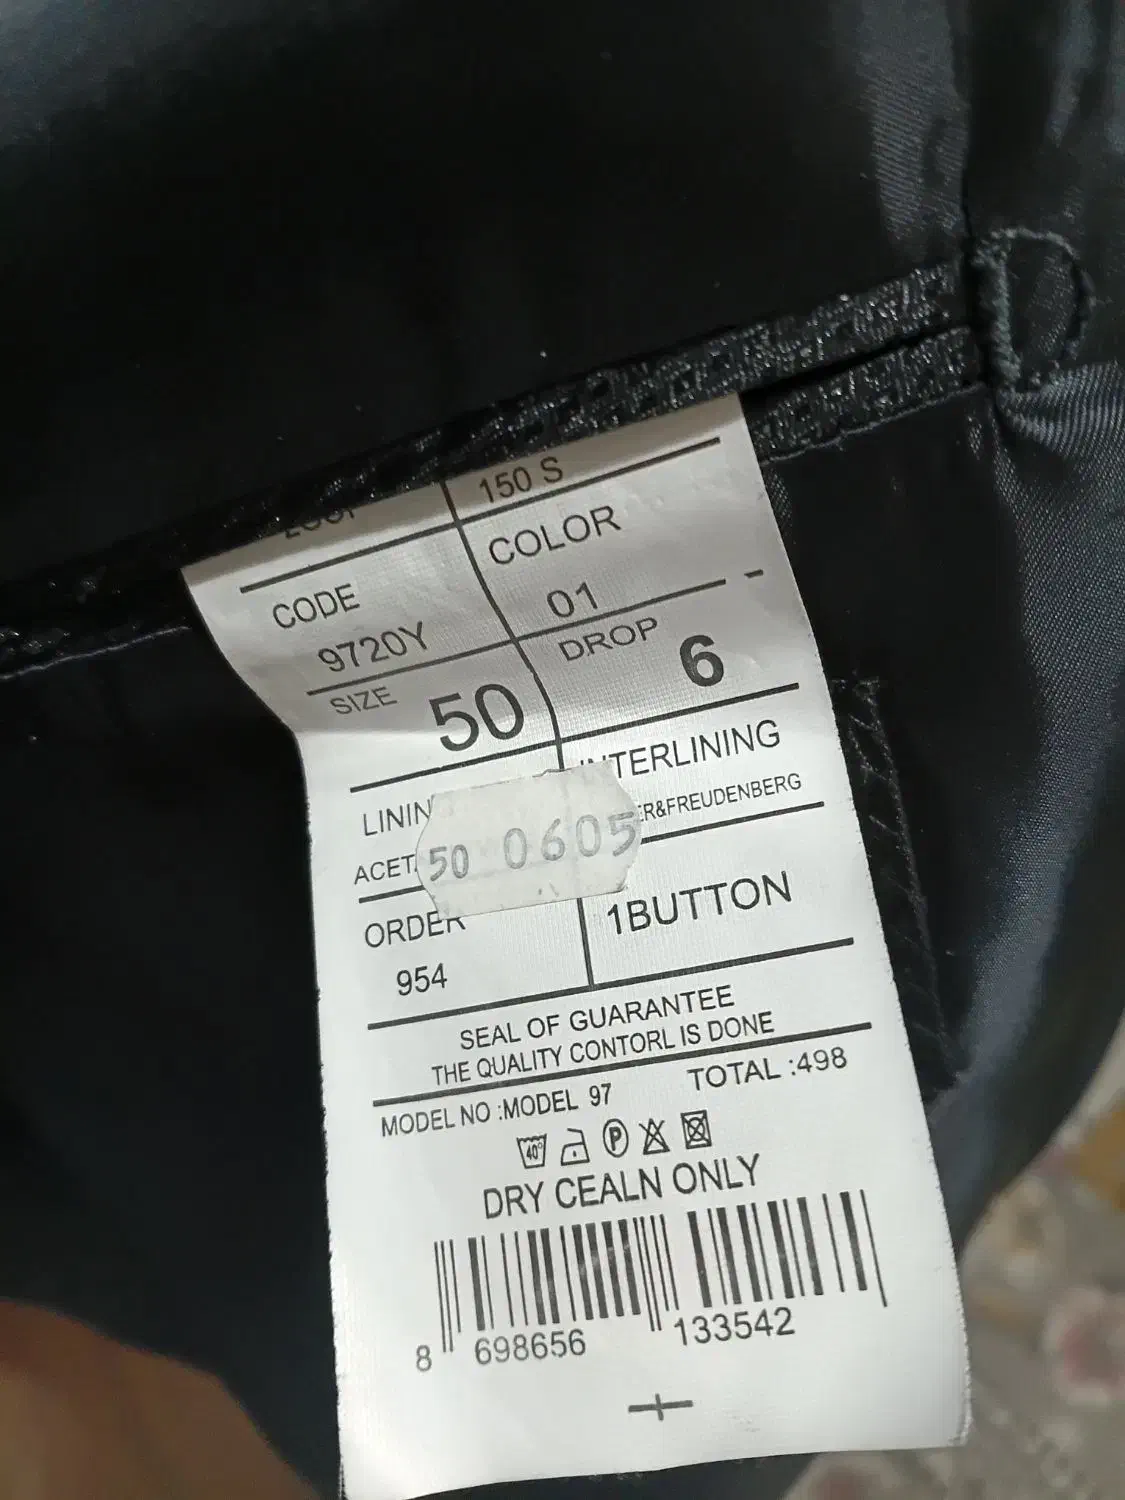 150 S
CODE
COLOR
9720Y
01
SIZE 50
DROP 6
LININ
INTERLINING
ACET
ER&FREUDENBERG
50 0605
ORDER
1BUTTON
954
SEAL OF GUARANTEE
THE QUALITY CONTORL IS DONE
MODEL NO :MODEL 97
TOTAL :498
40°
P
DRY CEALN ONLY
8 698656 133542